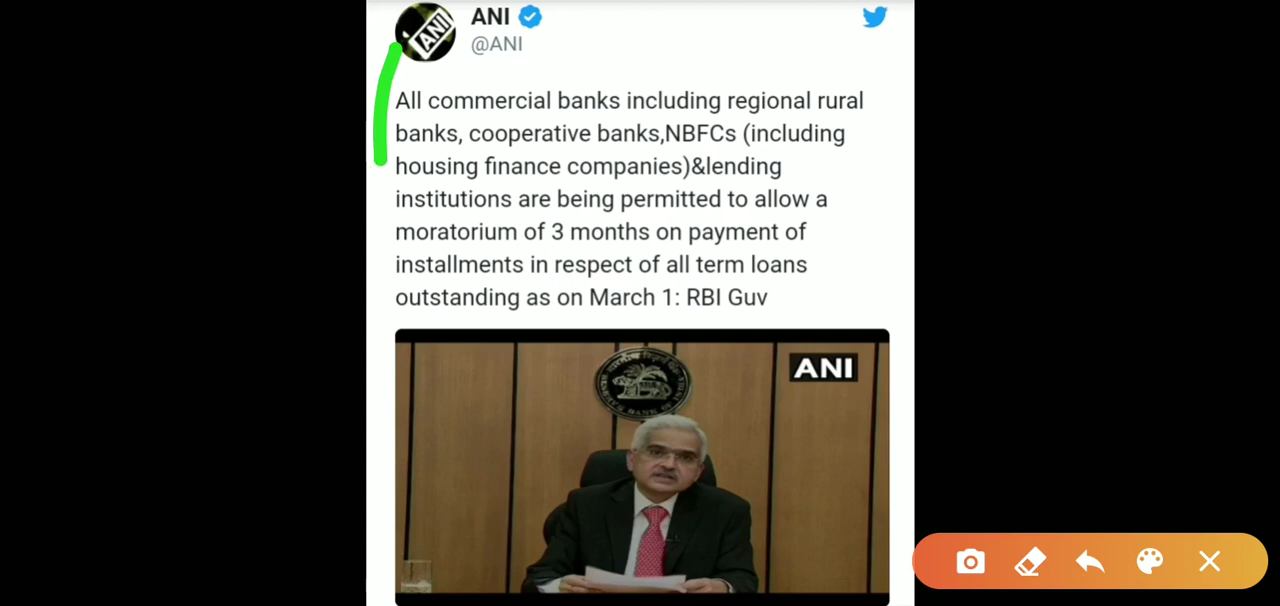 ANI
ANI
@ANI
All commercial banks including regional rural
banks, cooperative banks,NBFCs (including
housing finance companies)&lending
institutions are being permitted to allow a
moratorium of 3 months on payment of
installments in respect of all term loans
outstanding as on March 1: RBI Guv
ANI